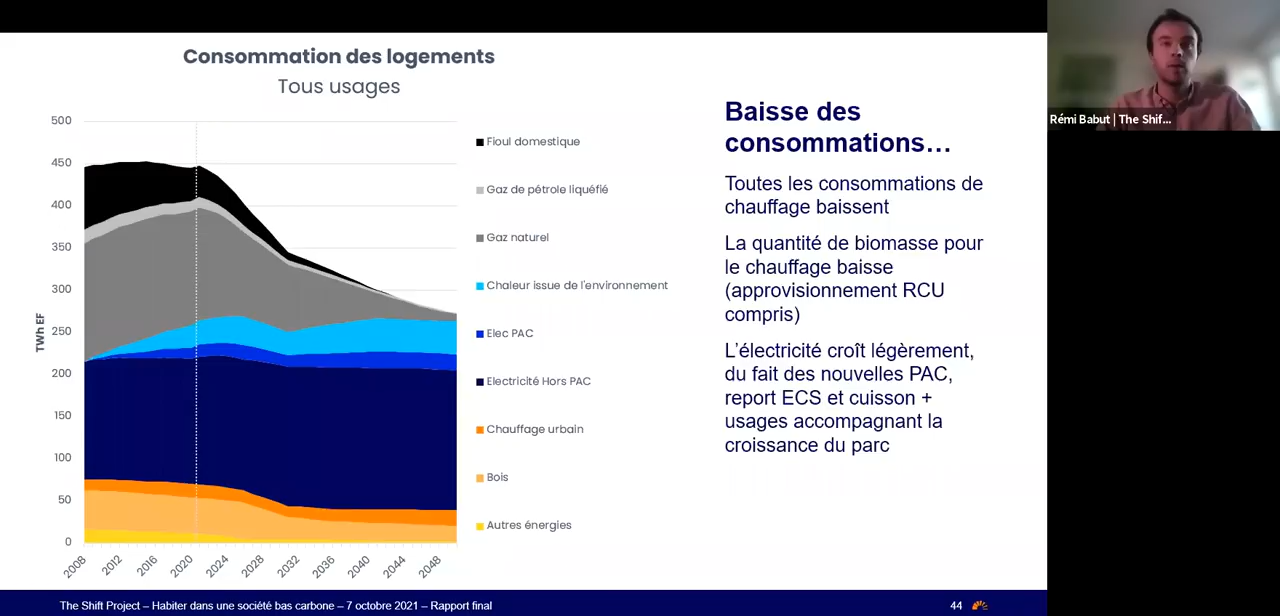 Consommation des logements
Tous usages
500
450
400
350
300
250
200
150
100
50
0
TWh EF
2008
2012
2016
2020
2024
2028
2032
2036
2040
2044
2048
Fioul domestique
Gaz de pétrole liquéfié
Gaz naturel
Chaleur issue de l'environnement
Elec PAC
Electricité Hors PAC
Chauffage urbain
Bois
Autres énergies
Baisse des
consommations…
Toutes les consommations de
chauffage baissent
La quantité de biomasse pour
le chauffage baisse
(approvisionnement RCU
compris)
L'électricité croît légèrement,
du fait des nouvelles PAC,
report ECS et cuisson +
usages accompagnant la
croissance du parc
Rémi Babut | The Shif...
The Shift Project – Habiter dans une société bas carbone – 7 octobre 2021 – Rapport final
44